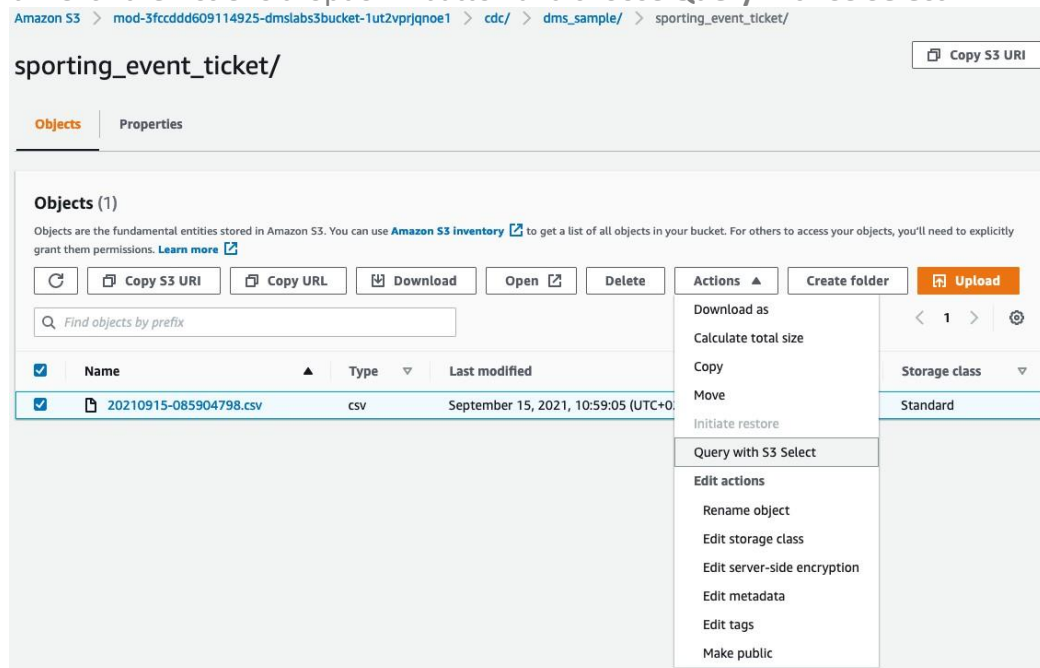 Amazon S3 > mod-3fccddd609114925-dmslabs3bucket-1ut2vprjqnoe1 > cdc/ > dms_sample/ > sporting_event_ticket/
sporting_event_ticket/
Copy S3 URI
Objects Properties
Objects (1)
Objects are the fundamental entities stored in Amazon S3. You can use Amazon S3 inventory to get a list of all objects in your bucket. For others to access your objects, you'll need to explicitly
grant them permissions. Learn more
Copy S3 URI Copy URL Download Open Delete Actions Create folder Upload
Find objects by prefix
< 1 >
Name Type Last modified Storage class
20210915-085904798.csv csv September 15, 2021, 10:59:05 (UTC+0 Standard
Download as
Calculate total size
Copy
Move
Initiate restore
Query with S3 Select
Edit actions
Rename object
Edit storage class
Edit server-side encryption
Edit metadata
Edit tags
Make public